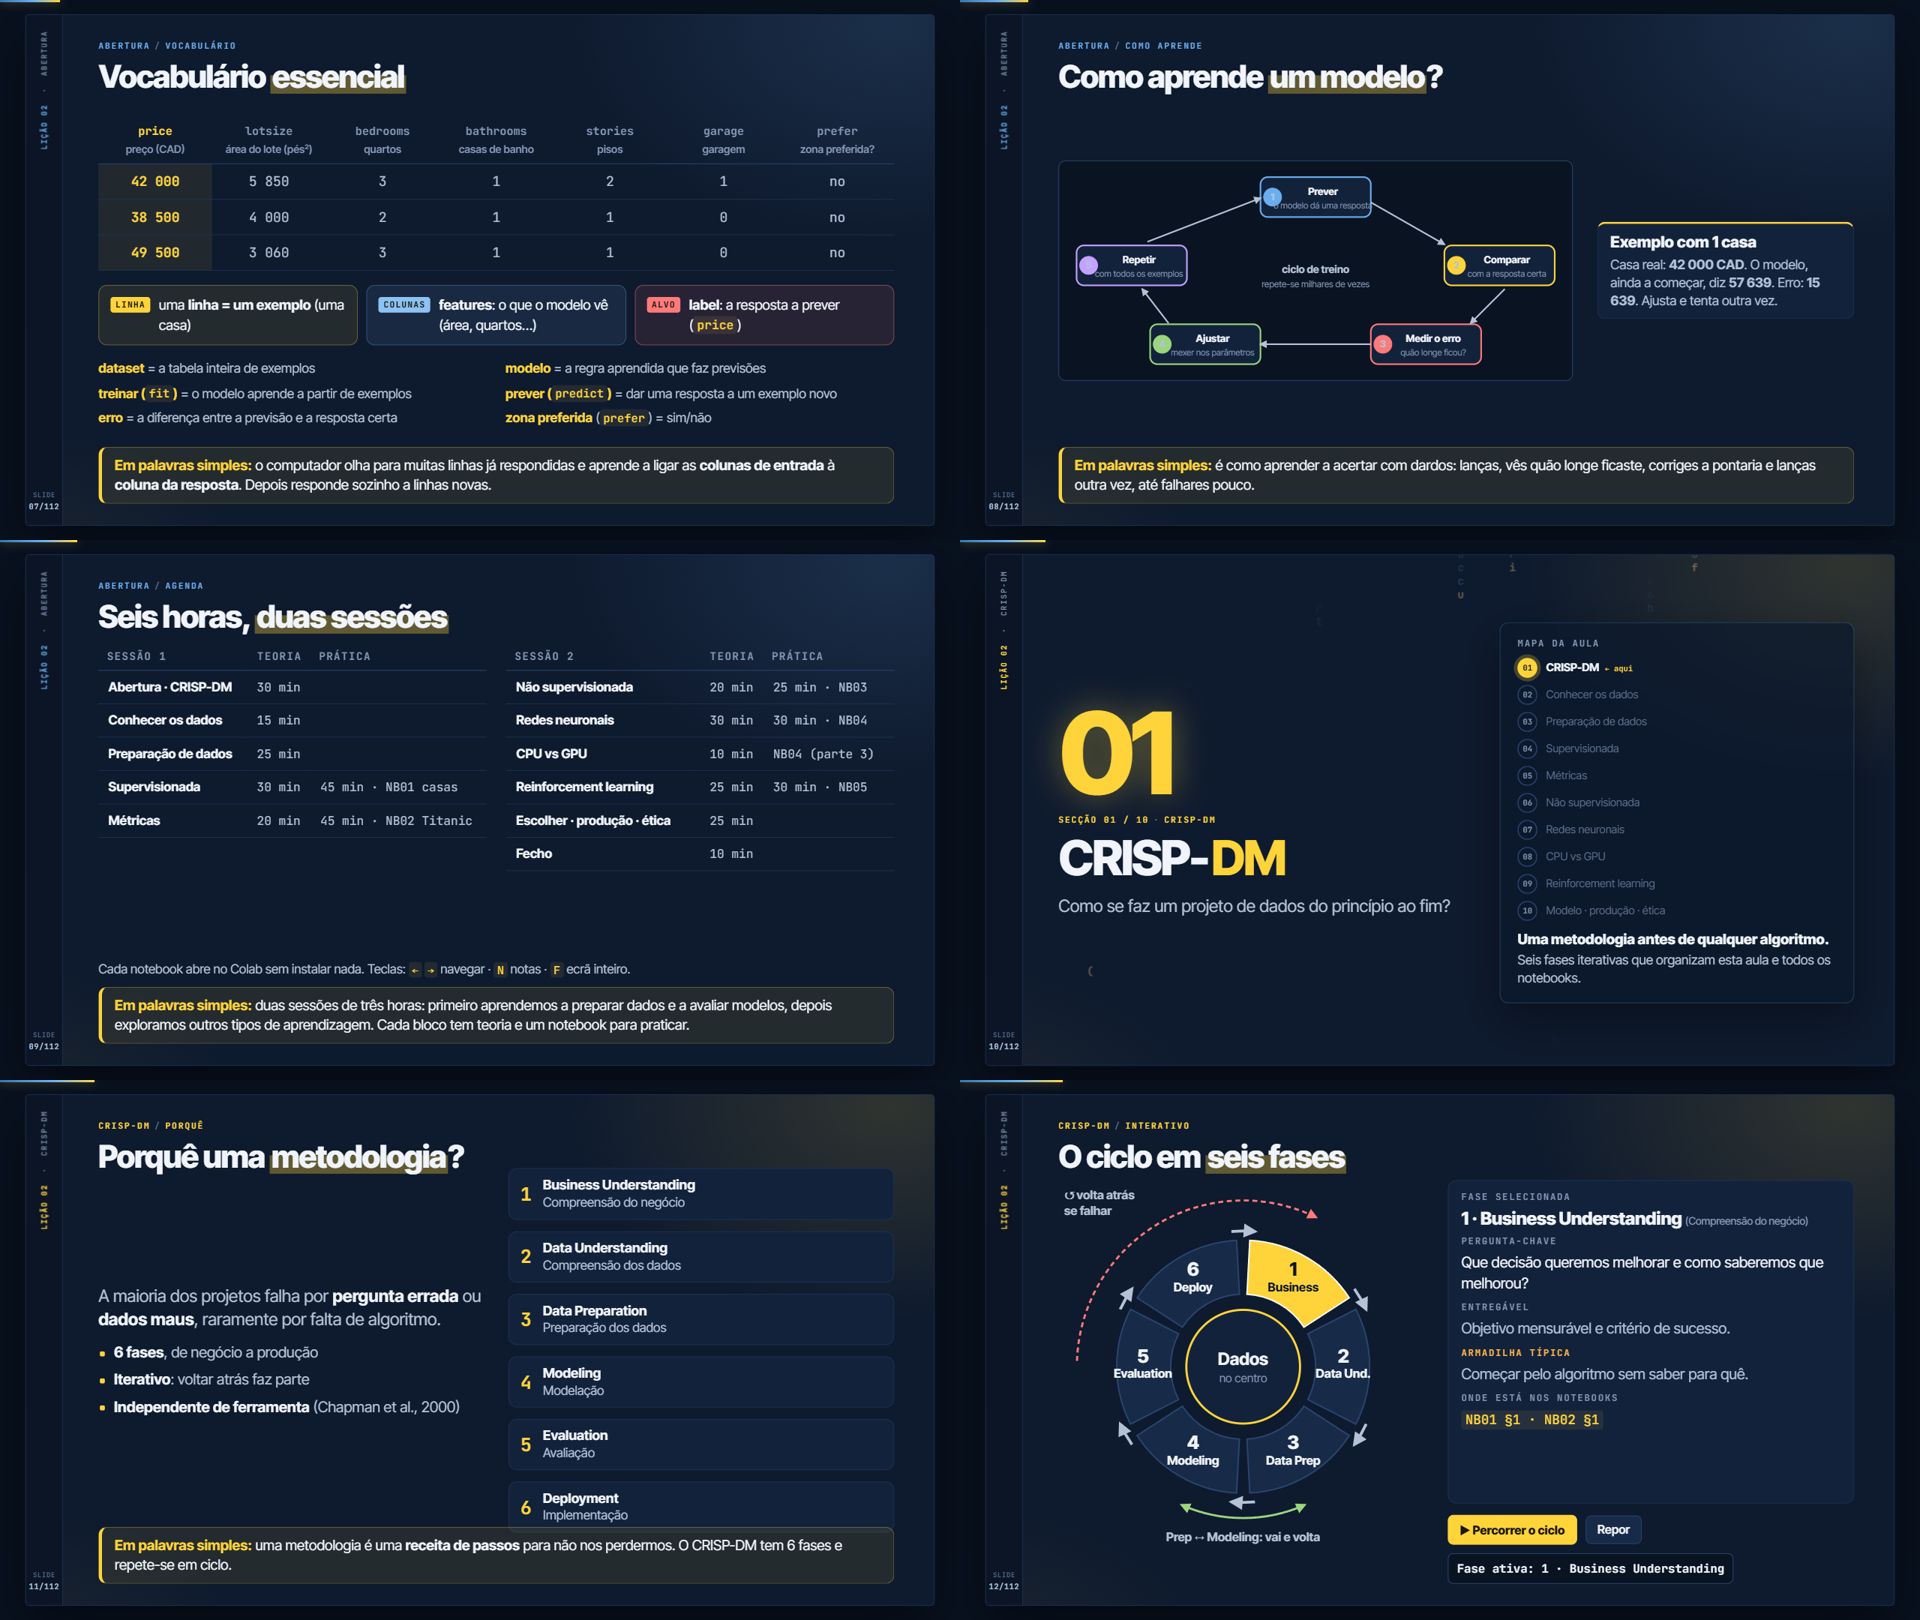 ABERTURA / VOCABULÁRIO
Vocabulário essencial
price lotsize bedrooms bathrooms stories garage prefer
preço (CAD) área do lote (pés²) quartos casas de banho pisos garagem zona preferida?
42 000 5 850 3 1 2 1 no
38 500 4 000 2 1 1 0 no
49 500 3 060 3 1 1 0 no
LINHA uma linha = um exemplo (uma
casa)
COLUNAS features: o que o modelo vê
(área, quartos...)
ALVO label: a resposta a prever
(price)
dataset = a tabela inteira de exemplos
treinar (fit) = o modelo aprende a partir de exemplos
erro = a diferença entre a previsão e a resposta certa
modelo = a regra aprendida que faz previsões
prever (predict) = dar uma resposta a um exemplo novo
zona preferida (prefer) = sim/não
Em palavras simples: o computador olha para muitas linhas já respondidas e aprende a ligar as colunas de entrada à
coluna da resposta. Depois responde sozinho a linhas novas.
LIÇÃO 02 · ABERTURA
SLIDE
07/112
ABERTURA / COMO APRENDE
Como aprende um modelo?
1 Prever
o modelo dá uma resposta
Comparar
com a resposta certa
3 Medir o erro
quão longe ficou?
Ajustar
mexer nos parâmetros
Repetir
com todos os exemplos
ciclo de treino
repete-se milhares de vezes
Exemplo com 1 casa
Casa real: 42 000 CAD. O modelo,
ainda a começar, diz 57 639. Erro: 15
639. Ajusta e tenta outra vez.
Em palavras simples: é como aprender a acertar com dardos: lanças, vês quão longe ficaste, corriges a pontaria e lanças
outra vez, até falhares pouco.
LIÇÃO 02 · ABERTURA
SLIDE
08/112
ABERTURA / AGENDA
Seis horas, duas sessões
SESSÃO 1 TEORIA PRÁTICA
Abertura · CRISP-DM 30 min
Conhecer os dados 15 min
Preparação de dados 25 min
Supervisionada 30 min 45 min · NB01 casas
Métricas 20 min 45 min · NB02 Titanic
SESSÃO 2 TEORIA PRÁTICA
Não supervisionada 20 min 25 min · NB03
Redes neuronais 30 min 30 min · NB04
CPU vs GPU 10 min NB04 (parte 3)
Reinforcement learning 25 min 30 min · NB05
Escolher · produção · ética 25 min
Fecho 10 min
Cada notebook abre no Colab sem instalar nada. Teclas: ← → navegar · N notas · F ecrã inteiro.
Em palavras simples: duas sessões de três horas: primeiro aprendemos a preparar dados e a avaliar modelos, depois
exploramos outros tipos de aprendizagem. Cada bloco tem teoria e um notebook para praticar.
LIÇÃO 02 · ABERTURA
SLIDE
09/112
01
SECÇÃO 01 / 10 · CRISP-DM
CRISP-DM
Como se faz um projeto de dados do princípio ao fim?
MAPA DA AULA
01 CRISP-DM ← aqui
02 Conhecer os dados
03 Preparação de dados
04 Supervisionada
05 Métricas
06 Não supervisionada
07 Redes neuronais
08 CPU vs GPU
09 Reinforcement learning
10 Modelo · produção · ética
Uma metodologia antes de qualquer algoritmo.
Seis fases iterativas que organizam esta aula e todos os
notebooks.
LIÇÃO 02 · CRISP-DM
SLIDE
10/112
CRISP-DM / PORQUÊ
Porquê uma metodologia?
A maioria dos projetos falha por pergunta errada ou
dados maus, raramente por falta de algoritmo.
6 fases, de negócio a produção
Iterativo: voltar atrás faz parte
Independente de ferramenta (Chapman et al., 2000)
1 Business Understanding
Compreensão do negócio
2 Data Understanding
Compreensão dos dados
3 Data Preparation
Preparação dos dados
4 Modeling
Modelação
5 Evaluation
Avaliação
6 Deployment
Implementação
Em palavras simples: uma metodologia é uma receita de passos para não nos perdermos. O CRISP-DM tem 6 fases e
repete-se em ciclo.
LIÇÃO 02 · CRISP-DM
SLIDE
11/112
CRISP-DM / INTERATIVO
O ciclo em seis fases
↺ volta atrás
se falhar
1
Business
2
Data Und.
3
Data Prep
4
Modeling
5
Evaluation
6
Deploy
Dados
no centro
Prep ↔ Modeling: vai e volta
FASE SELECIONADA
1 · Business Understanding (Compreensão do negócio)
PERGUNTA-CHAVE
Que decisão queremos melhorar e como saberemos que
melhorou?
ENTREGÁVEL
Objetivo mensurável e critério de sucesso.
ARMADILHA TÍPICA
Começar pelo algoritmo sem saber para quê.
ONDE ESTÁ NOS NOTEBOOKS
NB01 §1 · NB02 §1
▶ Percorrer o ciclo
Repor
Fase ativa: 1 · Business Understanding
LIÇÃO 02 · CRISP-DM
SLIDE
12/112